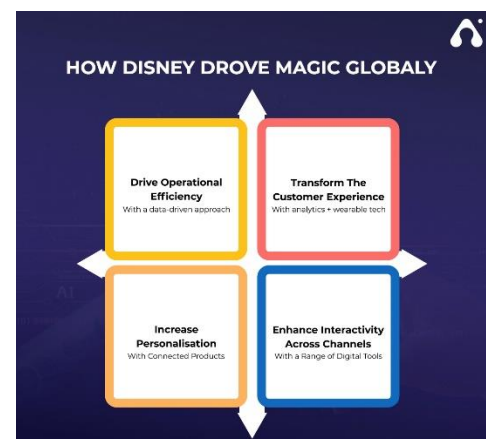 HOW DISNEY DROVE MAGIC GLOBALY
Drive Operational
Efficiency
With a data-driven approach
Transform The
Customer Experience
With analytics + wearable tech
Increase
Personalisation
With Connected Products
Enhance Interactivity
Across Channels
With a Range of Digital Tools